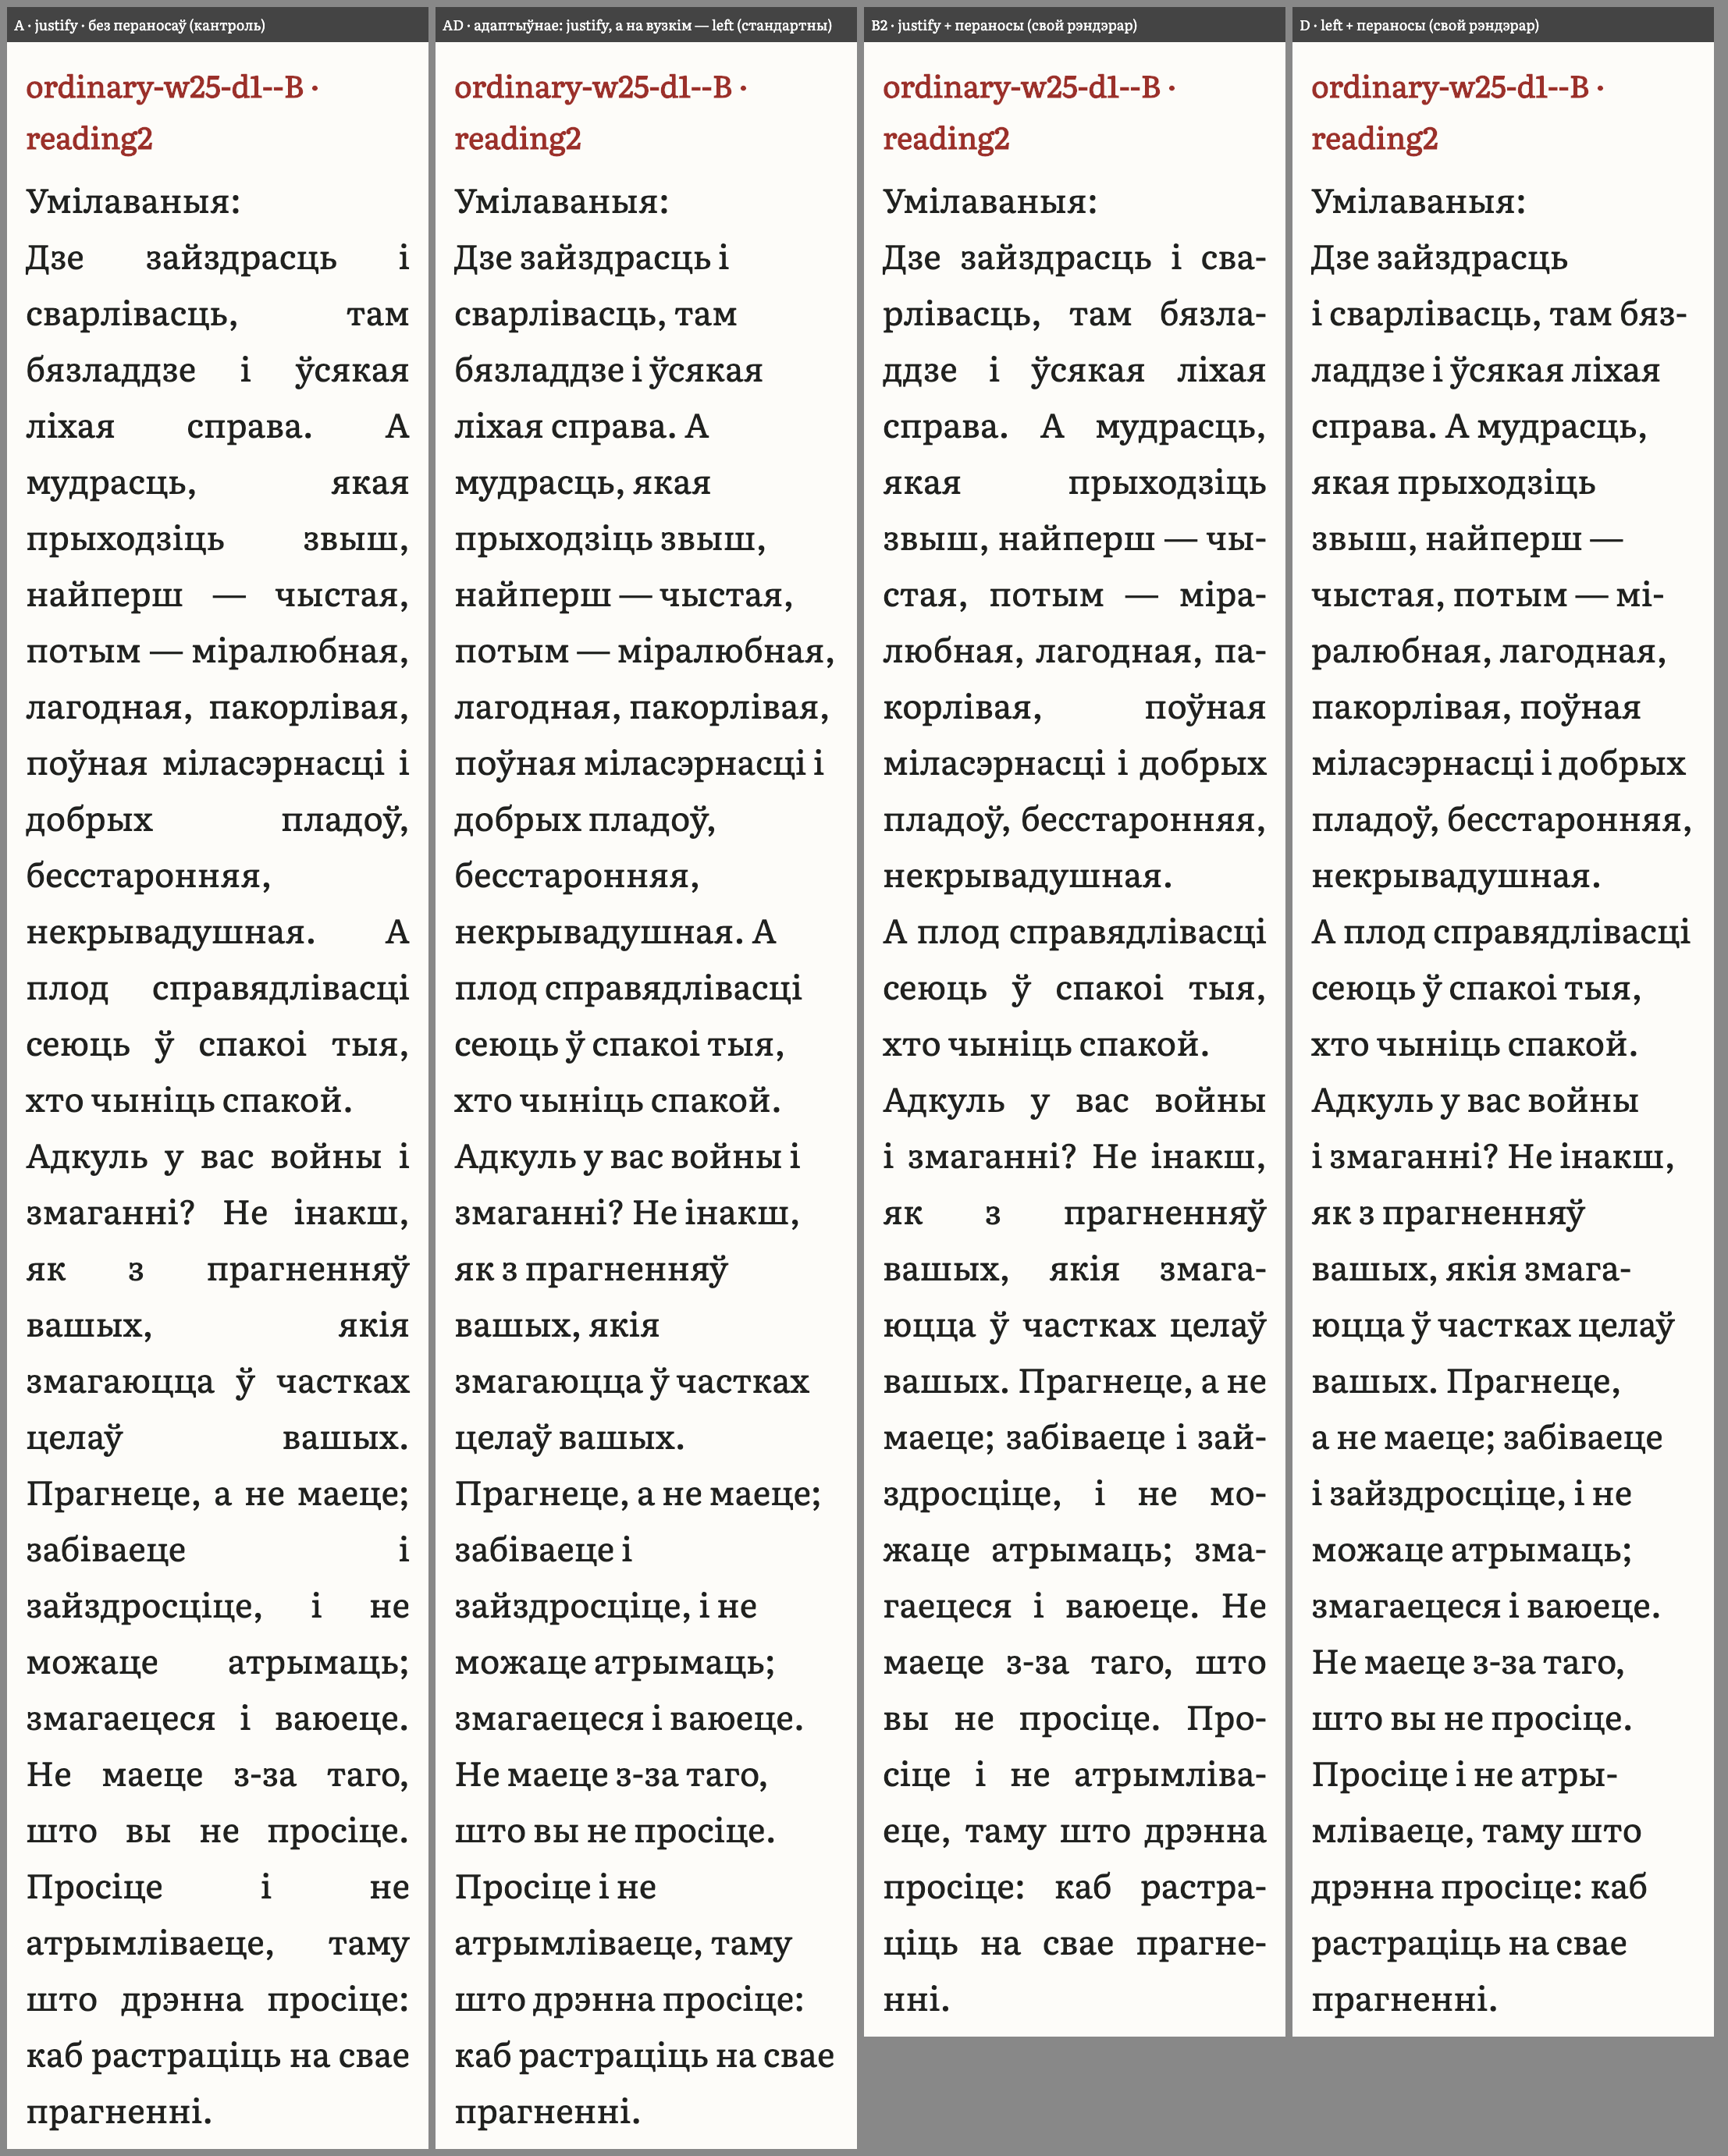 A · justify · без пераносаў (кантроль)
ordinary-w25-d1--B ·
reading2
Умілаваныя:
Дзе зайздрасць і
сварлівасць, там
бязладдзе і ўсякая
ліхая справа. А
мудрасць, якая
прыходзіць звыш,
найперш — чыстая,
потым — міралюбная,
лагодная, пакорлівая,
поўная міласэрнасці і
добрых пладоў,
бесстаронняя,
некрывадушная. А
плод справядлівасці
сеюць ў спакоі тыя,
хто чыніць спакой.
Адкуль у вас войны і
змаганні? Не інакш,
як з прагненняў
вашых, якія
змагаюцца ў частках
целаў вашых.
Прагнеце, а не маеце;
забіваеце і
зайздросціце, і не
можаце атрымаць;
змагаецеся і ваюеце.
Не маеце з-за таго,
што вы не просіце.
Просіце і не
атрымліваеце, таму
што дрэнна просіце:
каб растраціць на свае
прагненні.
AD · адаптыўнае: justify, а на вузкім — left (стандартны)
ordinary-w25-d1--B ·
reading2
Умілаваныя:
Дзе зайздрасць і
сварлівасць, там
бязладдзе і ўсякая
ліхая справа. А
мудрасць, якая
прыходзіць звыш,
найперш — чыстая,
потым — міралюбная,
лагодная, пакорлівая,
поўная міласэрнасці і
добрых пладоў,
бесстаронняя,
некрывадушная. А
плод справядлівасці
сеюць ў спакоі тыя,
хто чыніць спакой.
Адкуль у вас войны і
змаганні? Не інакш,
як з прагненняў
вашых, якія
змагаюцца ў частках
целаў вашых.
Прагнеце, а не маеце;
забіваеце і
зайздросціце, і не
можаце атрымаць;
змагаецеся і ваюеце.
Не маеце з-за таго,
што вы не просіце.
Просіце і не
атрымліваеце, таму
што дрэнна просіце:
каб растраціць на свае
прагненні.
B2 · justify + пераносы (свой рэндэрар)
ordinary-w25-d1--B ·
reading2
Умілаваныя:
Дзе зайздрасць і сва-
рлівасць, там бязла-
ддзе і ўсякая ліхая
справа. А мудрасць,
якая прыходзіць
звыш, найперш — чы-
стая, потым — міра-
любная, лагодная, па-
корлівая, поўная
міласэрнасці і добрых
пладоў, бесстаронняя,
некрывадушная.
А плод справядлівасці
сеюць ў спакоі тыя,
хто чыніць спакой.
Адкуль у вас войны
і змаганні? Не інакш,
як з прагненняў
вашых, якія змага-
юцца ў частках целаў
вашых. Прагнеце, а не
маеце; забіваеце і зай-
здросціце, і не мо-
жаце атрымаць; зма-
гаецеся і ваюеце. Не
маеце з-за таго, што
вы не просіце. Про-
сіце і не атрымліва-
еце, таму што дрэнна
просіце: каб растра-
ціць на свае прагне-
нні.
D · left + пераносы (свой рэндэрар)
ordinary-w25-d1--B ·
reading2
Умілаваныя:
Дзе зайздрасць
і сварлівасць, там бяз-
ладдзе і ўсякая ліхая
справа. А мудрасць,
якая прыходзіць
звыш, найперш —
чыстая, потым — мі-
ралюбная, лагодная,
пакорлівая, поўная
міласэрнасці і добрых
пладоў, бесстаронняя,
некрывадушная.
А плод справядлівасці
сеюць ў спакоі тыя,
хто чыніць спакой.
Адкуль у вас войны
і змаганні? Не інакш,
як з прагненняў
вашых, якія змага-
юцца ў частках целаў
вашых. Прагнеце,
а не маеце; забіваеце
і зайздросціце, і не
можаце атрымаць;
змагаецеся і ваюеце.
Не маеце з-за таго,
што вы не просіце.
Просіце і не атры-
мліваеце, таму што
дрэнна просіце: каб
растраціць на свае
прагненні.